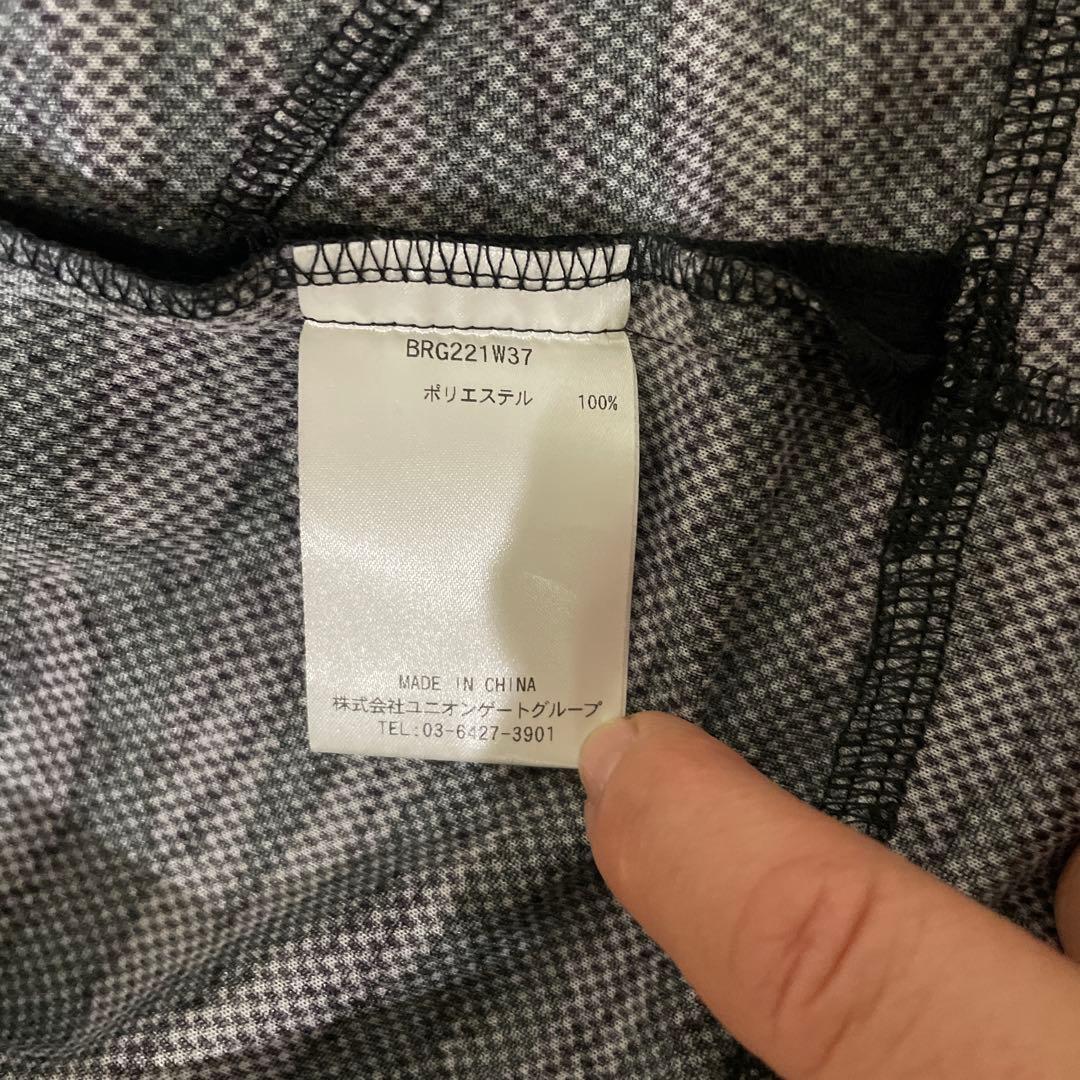 BRG221W37
ポリエステル 100%
MADE IN CHINA
株式会社ユニオンゲートグループ
TEL:03-6427-3901